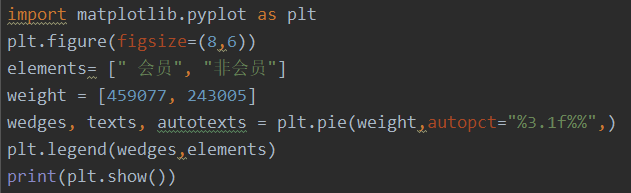 import matplotlib.pyplot as plt
plt.figure(figsize=(8,6))
elements= [" 会员", "非会员"]
weight = [459077, 243005]
wedges, texts, autotexts = plt.pie(weight,autopct="%3.1f%%",)
plt.legend(wedges,elements)
print(plt.show())